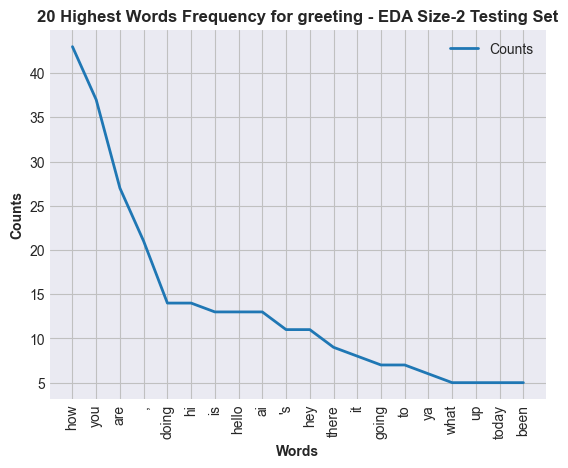 20 Highest Words Frequency for greeting - EDA Size-2 Testing Set
Counts
40
35
30
25
20
15
10
5
Counts
how
you
are
,
doing
hi
is
hello
ai
's
hey
there
it
going
to
ya
what
up
today
been
Words